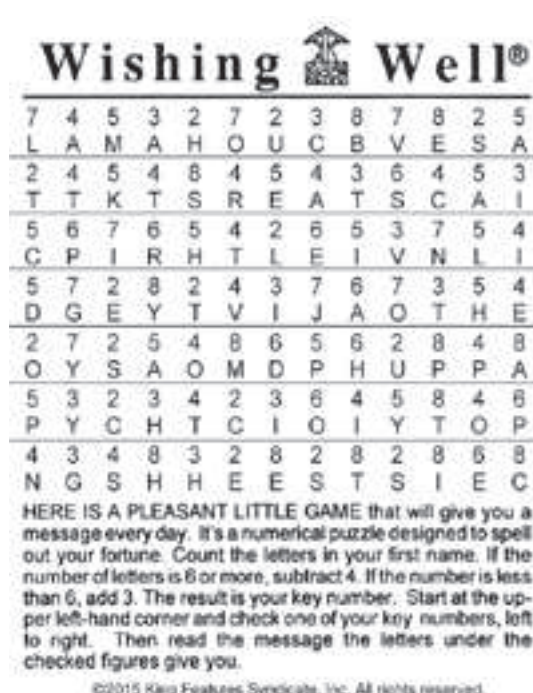 Wishing Well®
7 4 5 3 2 7 2 3 8 7 8 2 5
L A M A H O U C B V E S A
2 4 5 4 8 4 5 4 3 6 4 5 3
T T K T S R E A T S C A I
5 6 7 6 5 4 2 6 5 3 7 5 4
C P I R H T L E I V N L I
5 7 2 8 2 4 3 7 6 7 3 5 4
D G E Y T V I J A O T H E
2 7 2 5 4 8 6 5 6 2 8 4 8
O Y S A O M D P H U P P A
5 3 2 3 4 2 3 6 4 5 8 4 6
P Y C H T C I O I Y T O P
4 3 4 8 3 2 8 2 8 2 8 6 8
N G S H H E E S T S I E C
HERE IS A PLEASANT LITTLE GAME that will give you a
message every day. It's a numerical puzzle designed to spell
out your fortune. Count the letters in your first name. If the
number of letters is 6 or more, subtract 4. If the number is less
than 6, add 3. The result is your key number. Start at the up-
per left-hand corner and check one of your key numbers, left
to right. Then read the message the letters under the
checked figures give you.
©2015 King Features Syndicate, Inc. All rights reserved.